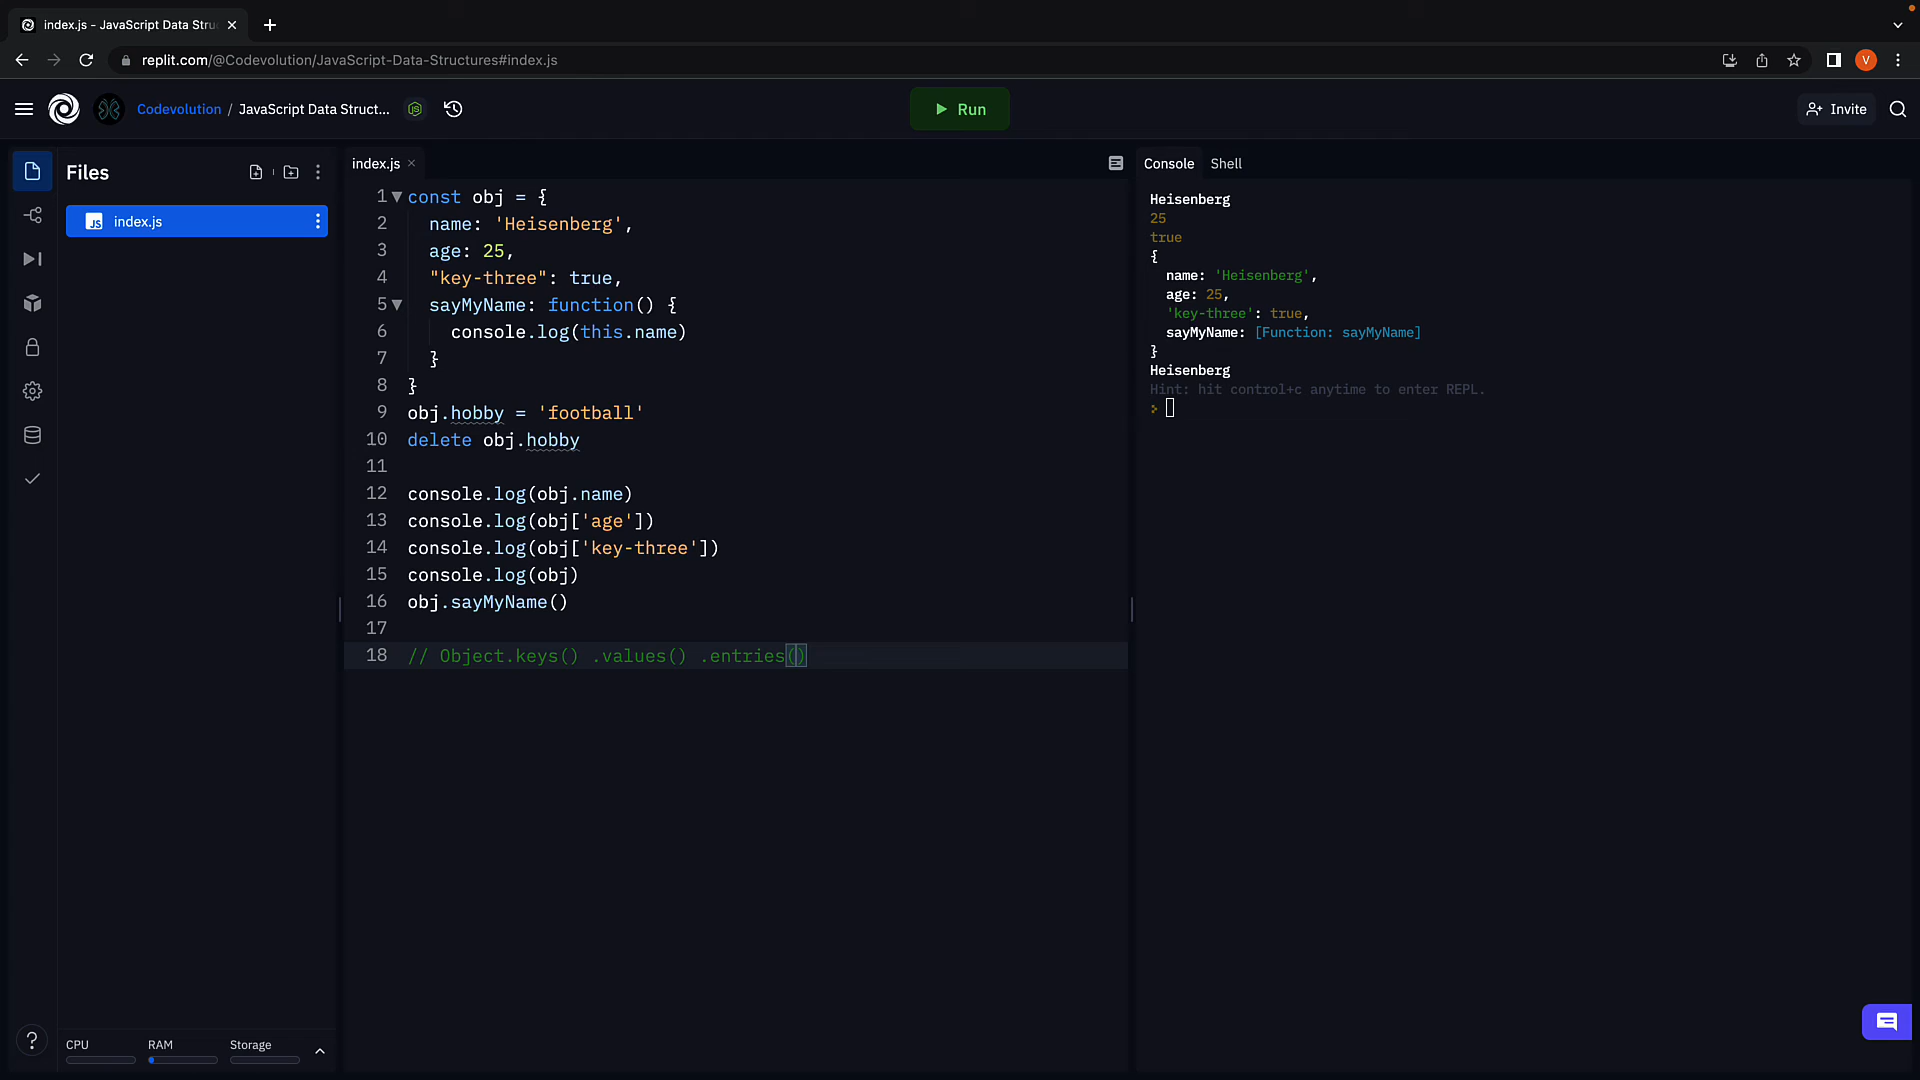 index.js - JavaScript Data Stru
replit.com/@Codevolution/JavaScript-Data-Structures#index.js
V
Codevolution / JavaScript Data Struct...
Run
Invite
Files
index.js
CPU
RAM
Storage
index.js
1 const obj = {
2 name: 'Heisenberg',
3 age: 25,
4 "key-three": true,
5 sayMyName: function() {
6 console.log(this.name)
7 }
8 }
9 obj.hobby = 'football'
10 delete obj.hobby
11
12 console.log(obj.name)
13 console.log(obj['age'])
14 console.log(obj['key-three'])
15 console.log(obj)
16 obj.sayMyName()
17
18 // Object.keys() .values() .entries()
Console Shell
Heisenberg
25
true
{
name: 'Heisenberg',
age: 25,
'key-three': true,
sayMyName: [Function: sayMyName]
}
Heisenberg
Hint: hit control+c anytime to enter REPL.